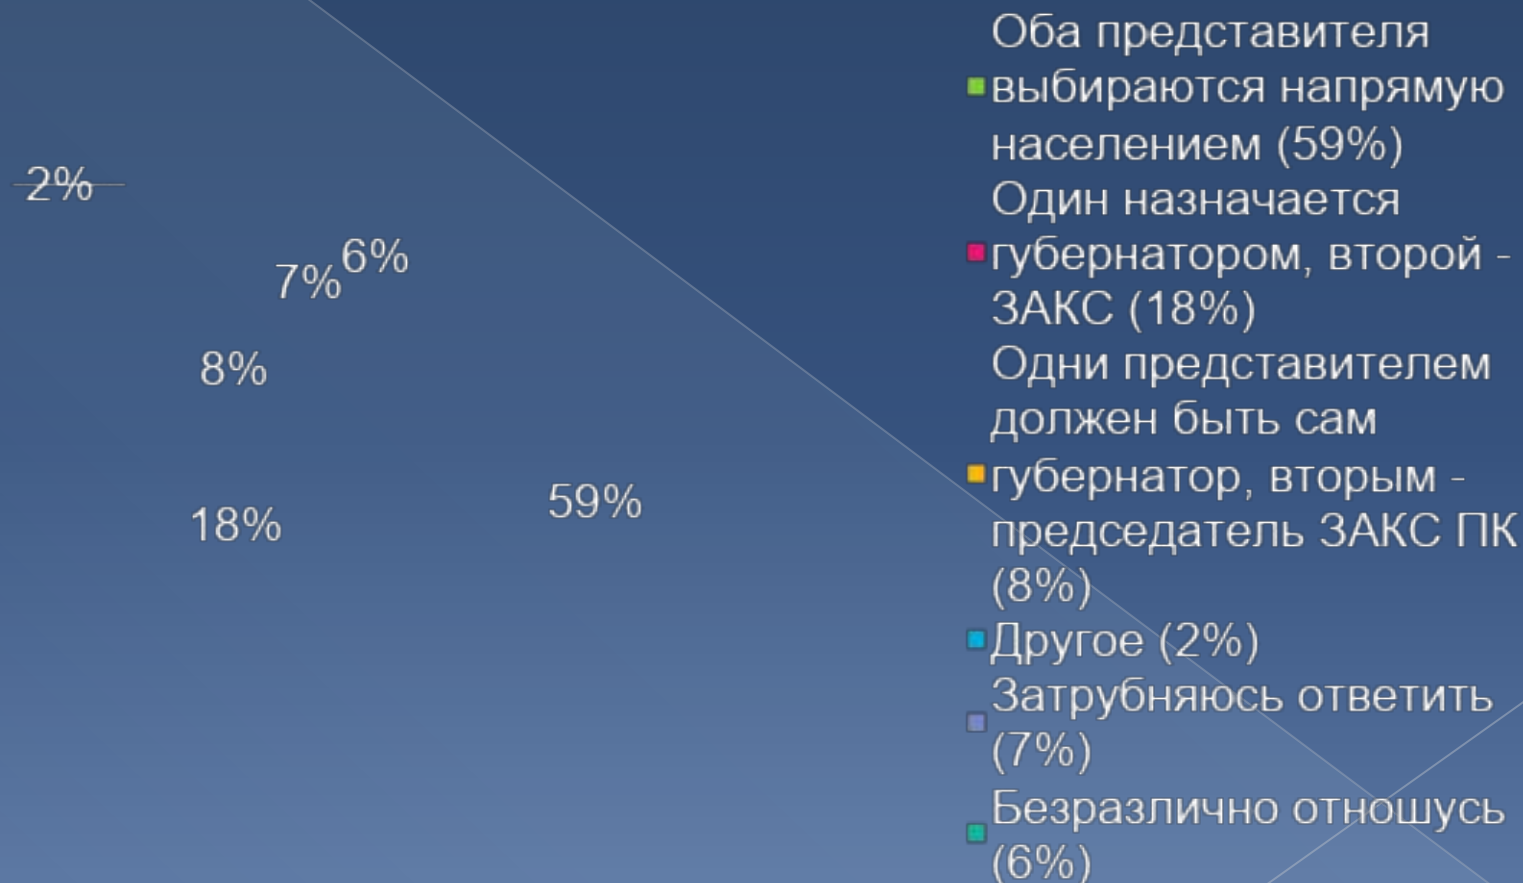 2%
6%
7%
8%
59%
18%
Оба представителя
выбираются напрямую
населением (59%)
Один назначается
губернатором, второй -
ЗАКС (18%)
Одни представителем
должен быть сам
губернатор, вторым -
председатель ЗАКС ПК
(8%)
Другое (2%)
Затрубняюсь ответить
(7%)
Безразлично отношусь
(6%)